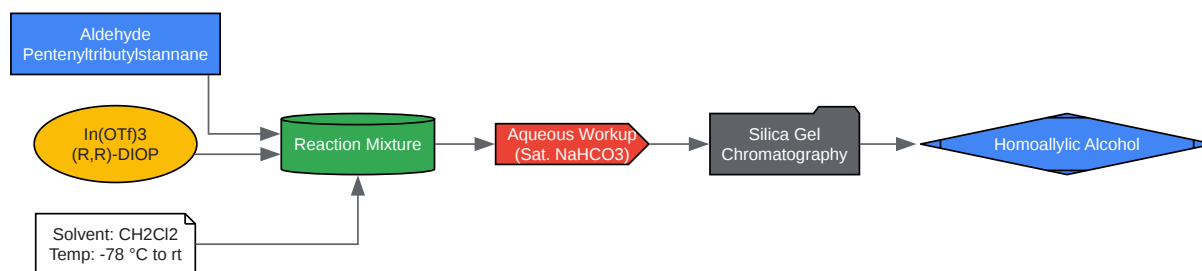 Aldehyde
Pentenyltributylstannane
In(OTf)3
(R,R)-DIOP
Solvent: CH2Cl2
Temp: -78 °C to rt
Reaction Mixture
Aqueous Workup
(Sat. NaHCO3)
Silica Gel
Chromatography
Homoallylic Alcohol